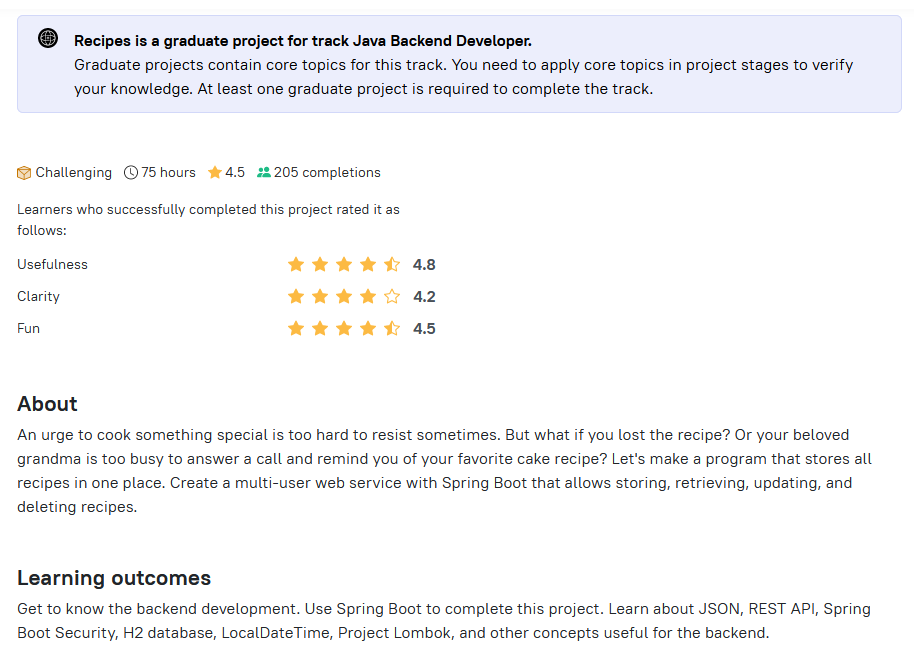 Recipes is a graduate project for track Java Backend Developer.
Graduate projects contain core topics for this track. You need to apply core topics in project stages to verify
your knowledge. At least one graduate project is required to complete the track.
Challenging 75 hours 4.5 205 completions
Learners who successfully completed this project rated it as
follows:
Usefulness 4.8
Clarity 4.2
Fun 4.5
About
An urge to cook something special is too hard to resist sometimes. But what if you lost the recipe? Or your beloved
grandma is too busy to answer a call and remind you of your favorite cake recipe? Let's make a program that stores all
recipes in one place. Create a multi-user web service with Spring Boot that allows storing, retrieving, updating, and
deleting recipes.
Learning outcomes
Get to know the backend development. Use Spring Boot to complete this project. Learn about JSON, REST API, Spring
Boot Security, H2 database, LocalDateTime, Project Lombok, and other concepts useful for the backend.